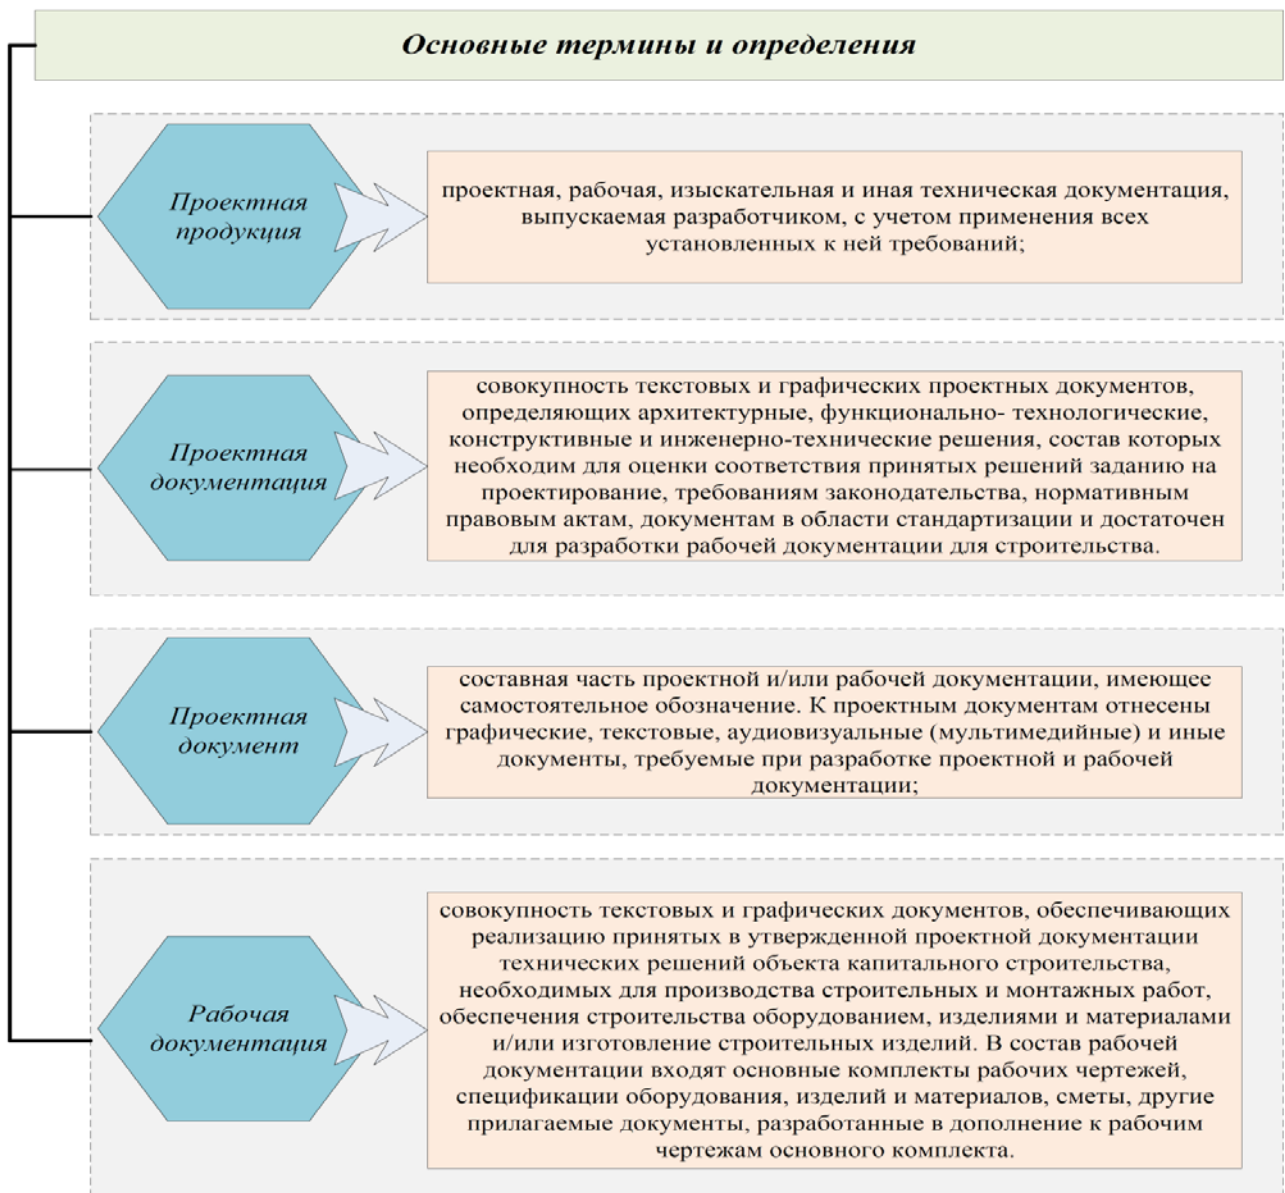 Основные термины и определения
Проектная
продукция
проектная, рабочая, изыскательная и иная техническая документация,
выпускаемая разработчиком, с учетом применения всех
установленных к ней требований;
Проектная
документация
совокупность текстовых и графических проектных документов,
определяющих архитектурные, функционально- технологические,
конструктивные и инженерно-технические решения, состав которых
необходим для оценки соответствия принятых решений заданию на
проектирование, требованиям законодательства, нормативным
правовым актам, документам в области стандартизации и достаточен
для разработки рабочей документации для строительства.
Проектная
документ
составная часть проектной и/или рабочей документации, имеющее
самостоятельное обозначение. К проектным документам отнесены
графические, текстовые, аудиовизуальные (мультимедийные) и иные
документы, требуемые при разработке проектной и рабочей
документации;
Рабочая
документация
совокупность текстовых и графических документов, обеспечивающих
реализацию принятых в утвержденной проектной документации
технических решений объекта капитального строительства,
необходимых для производства строительных и монтажных работ,
обеспечения строительства оборудованием, изделиями и материалами
и/или изготовление строительных изделий. В состав рабочей
документации входят основные комплекты рабочих чертежей,
спецификации оборудования, изделий и материалов, сметы, другие
прилагаемые документы, разработанные в дополнение к рабочим
чертежам основного комплекта.